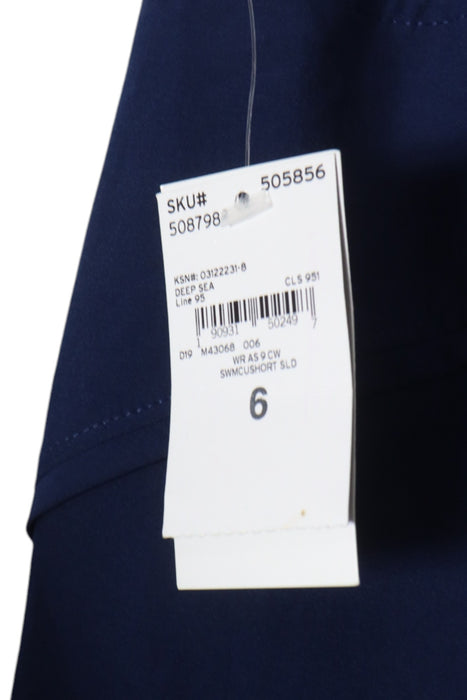 SKU# 505856
508798
KSN#: 03122231-8
DEEP SEA CLS 951
Line 95
1 90931 50249 7
D19 M43068 006
WR AS 9 CW
SWMCUSHORT SLD
6